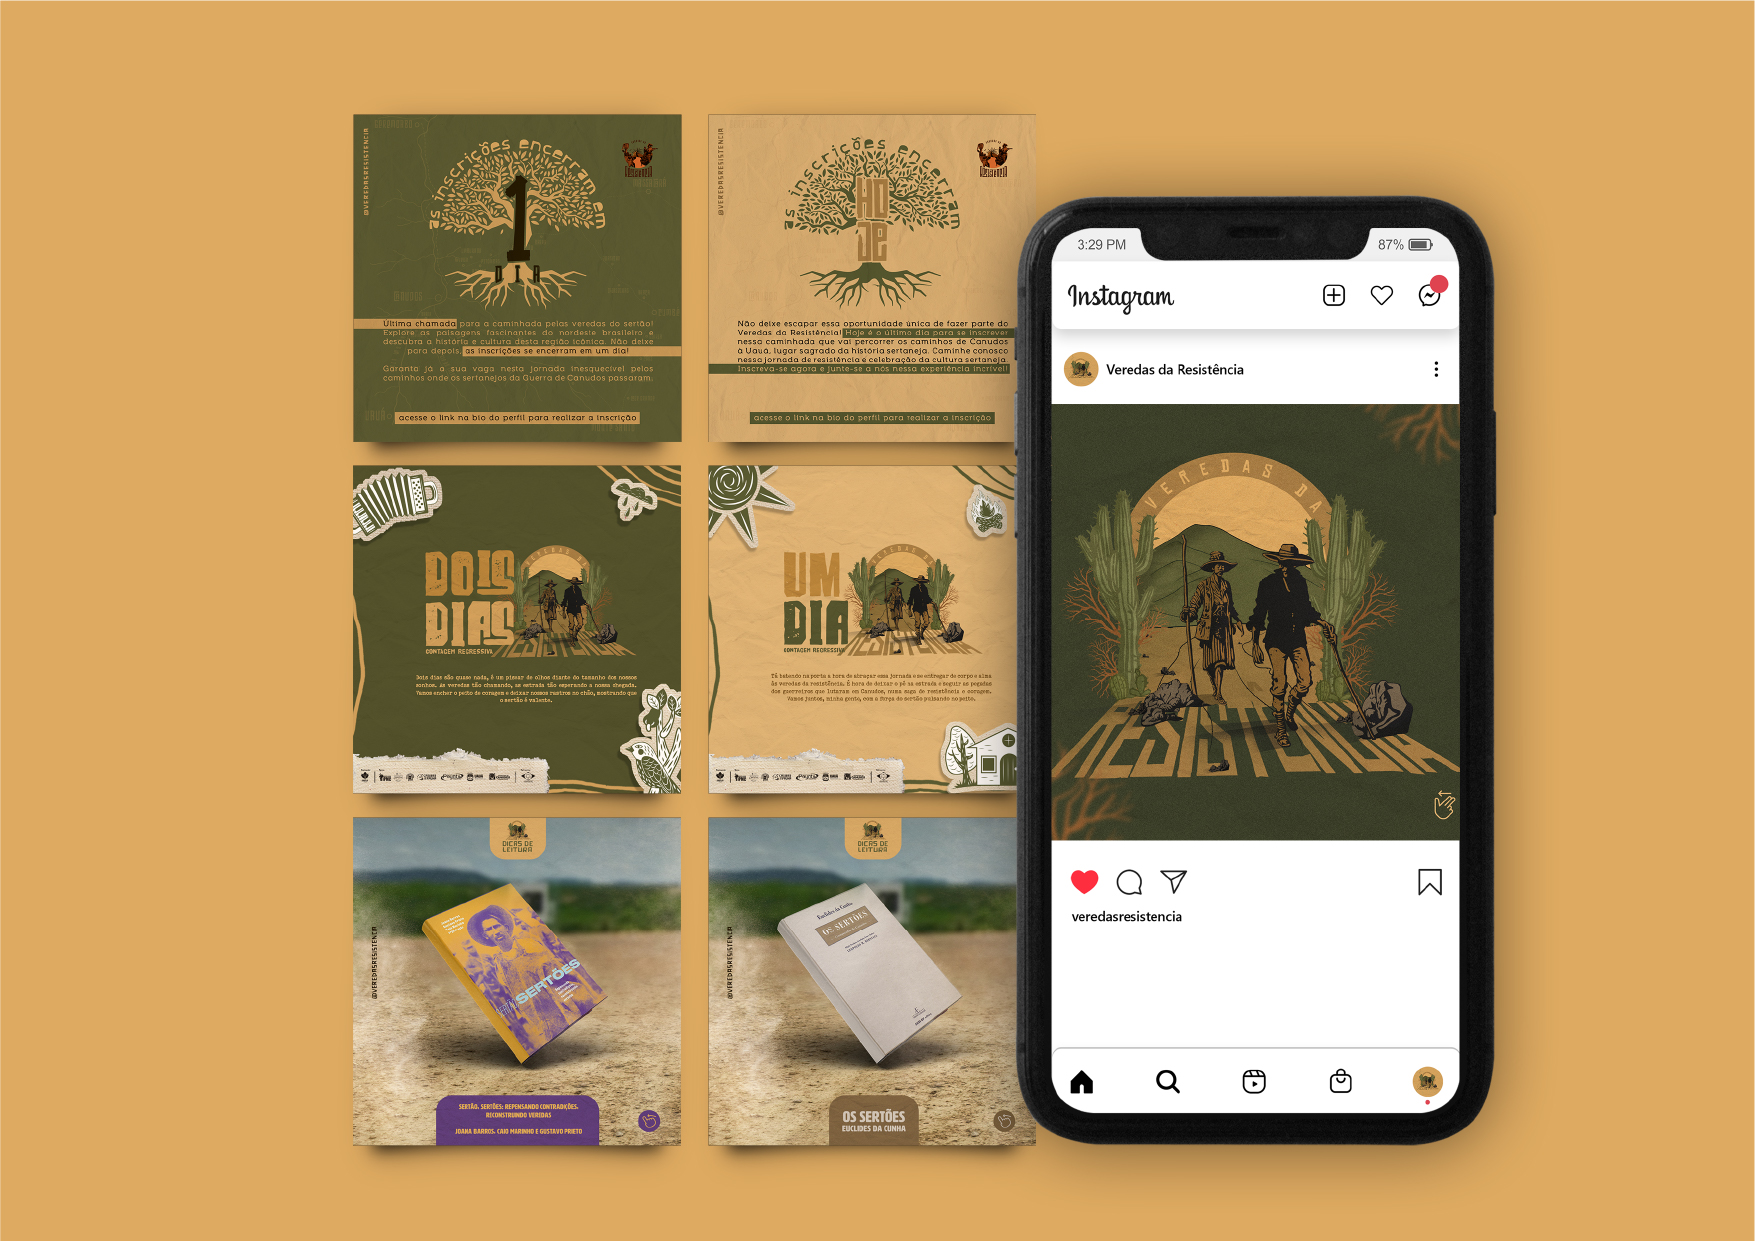 @VEREDASRESISTENCIA
as inscrições encerram
1
DIA
Última chamada para a caminhada pelas veredas do sertão!
Explore as paisagens fascinantes do nordeste brasileiro e
descubra a história e cultura desta região icônica. Não deixe
para depois, as inscrições se encerram em um dia!
Garanta já a sua vaga nesta jornada inesquecível pelos
caminhos onde os sertanejos da Guerra de Canudos passaram.
acesse o link na bio do perfil para realizar a inscrição
@VEREDASRESISTENCIA
as inscrições encerram
HOJE
Não deixe escapar essa oportunidade única de fazer parte do
Veredas da Resistência! Hoje é o último dia para se inscrever
nessa caminhada que vai percorrer os caminhos de Canudos
à Uauá, lugar sagrado da história sertaneja. Caminhe conosco
nessa jornada de resistência e celebração da cultura sertaneja.
Inscreva-se agora e junte-se a nós nessa experiência incrível!
acesse o link na bio do perfil para realizar a inscrição
DOIS
DIAS
CONTAGEM REGRESSIVA
VEREDAS DA
RESISTÊNCIA
Dois dias são quase nada, é um piscar de olhos diante do tamanho dos nossos
sonhos. As veredas tão chamando, as estrada tão esperando a nossa chegada.
Vamos encher o peito de coragem e deixar nossos rastros no chão, mostrando que
o sertão é valente.
UM
DIA
CONTAGEM REGRESSIVA
VEREDAS DA
RESISTÊNCIA
Tá batendo na porta a hora de abraçar essa jornada e se entregar de corpo e alma
às veredas da resistência. É hora de deixar o pé na estrada e seguir as pegadas
dos guerreiros que lutaram em Canudos, numa saga de resistência e coragem.
Vamos juntos, minha gente, com a força do sertão pulsando no peito.
DICAS DE
LEITURA
@VEREDASRESISTENCIA
SERTÕES
SERTÃO, SERTÕES: REPENSANDO CONTRADIÇÕES,
RECONSTRUINDO VEREDAS
JOANA BARROS, CAIO MARINHO E GUSTAVO PRIETO
DICAS DE
LEITURA
@VEREDASRESISTENCIA
Euclides da Cunha
OS SERTÕES
OS SERTÕES
EUCLIDES DA CUNHA
3:29 PM
87%
Instagram
Veredas da Resistência
VEREDAS DA
RESISTÊNCIA
veredasresistencia